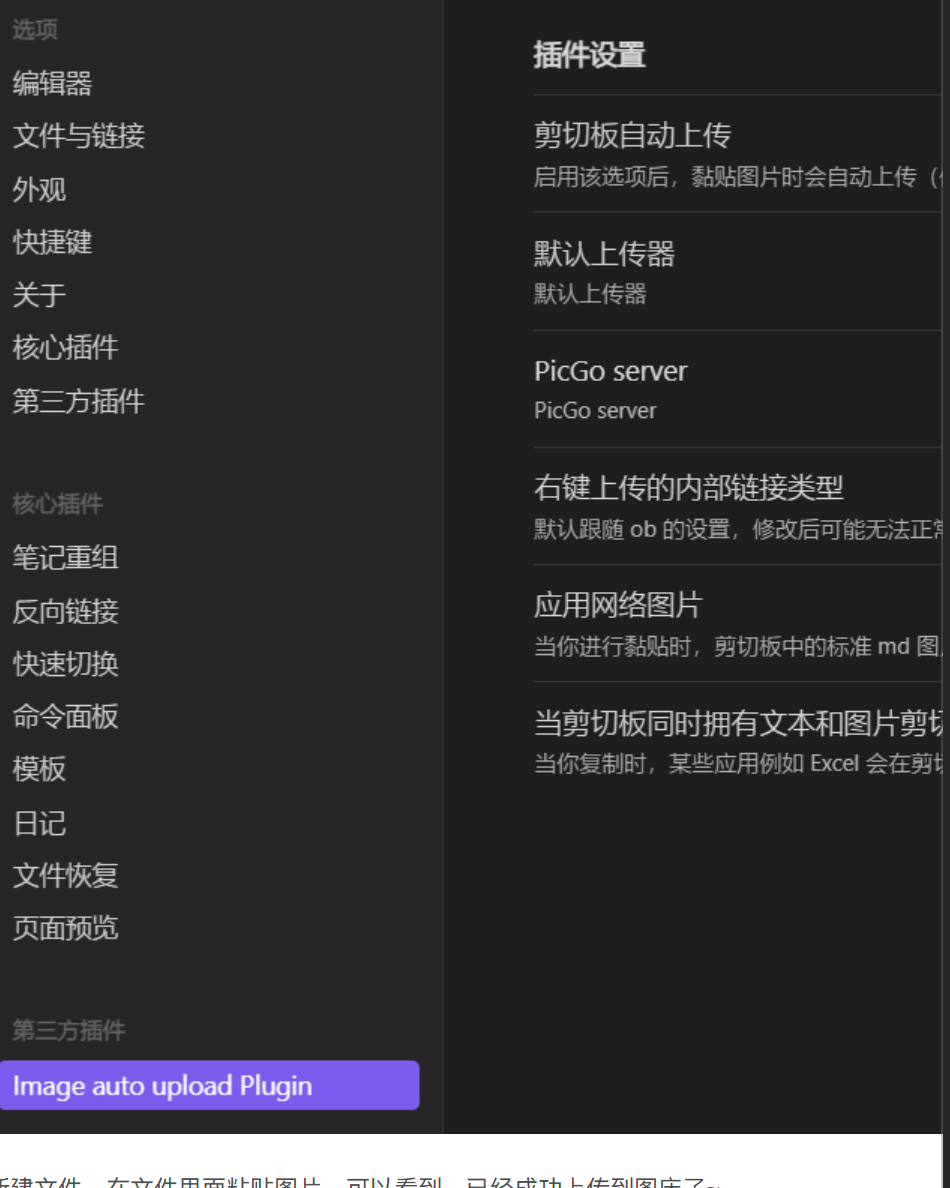 选项
编辑器
文件与链接
外观
快捷键
关于
核心插件
第三方插件
核心插件
笔记重组
反向链接
快速切换
命令面板
模板
日记
文件恢复
页面预览
第三方插件
Image auto upload Plugin
插件设置
剪切板自动上传
启用该选项后，黏贴图片时会自动上传（
默认上传器
默认上传器
PicGo server
PicGo server
右键上传的内部链接类型
默认跟随 ob 的设置，修改后可能无法正常
应用网络图片
当你进行黏贴时，剪切板中的标准 md 图
当剪切板同时拥有文本和图片剪切
当你复制时，某些应用例如 Excel 会在剪切
新建文件，在文件里面粘贴图片，可以看到，已经成功上传到图床了~